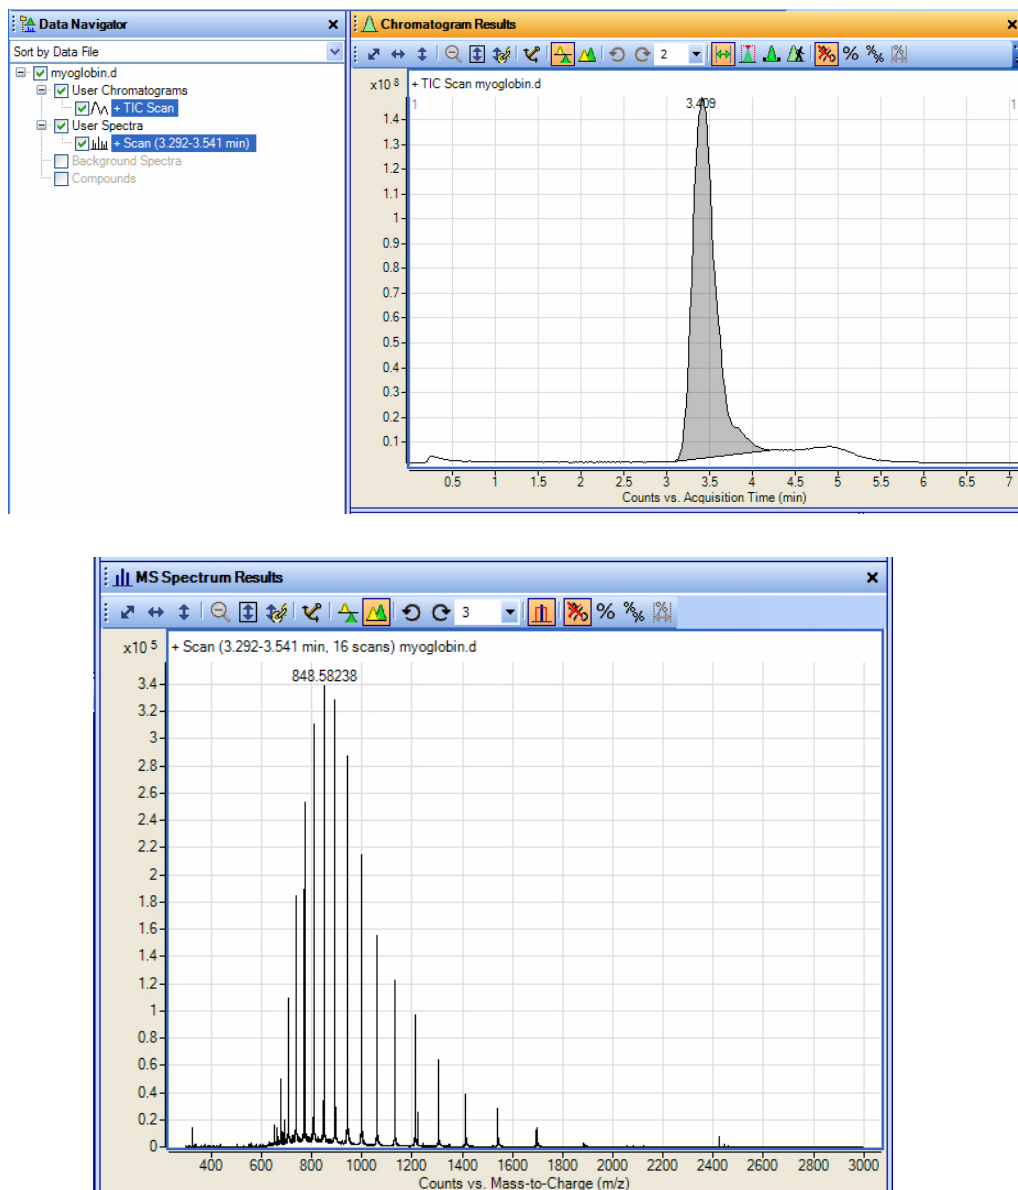 Data Navigator
Sort by Data File
myoglobin.d
User Chromatograms
+ TIC Scan
User Spectra
+ Scan (3.292-3.541 min)
Background Spectra
Compounds
Chromatogram Results
2
x10 8
+ TIC Scan myoglobin.d
1
3.409
1
1.4
1.3
1.2
1.1
1
0.9
0.8
0.7
0.6
0.5
0.4
0.3
0.2
0.1
0.5 1 1.5 2 2.5 3 3.5 4 4.5 5 5.5 6 6.5 7
Counts vs. Acquisition Time (min)
MS Spectrum Results
3
x10 5
+ Scan (3.292-3.541 min, 16 scans) myoglobin.d
848.58238
3.4
3.2
3
2.8
2.6
2.4
2.2
2
1.8
1.6
1.4
1.2
1
0.8
0.6
0.4
0.2
0
400 600 800 1000 1200 1400 1600 1800 2000 2200 2400 2600 2800 3000
Counts vs. Mass-to-Charge (m/z)